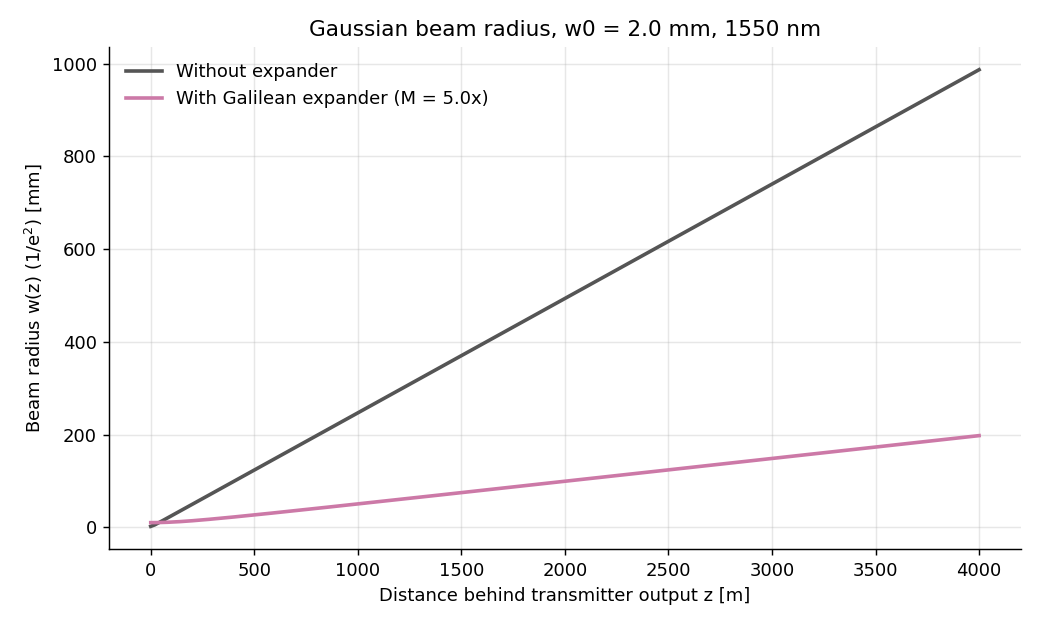 Gaussian beam radius, w0 = 2.0 mm, 1550 nm
Without expander
With Galilean expander (M = 5.0x)
Beam radius w(z) (1/e²) [mm]
1000
800
600
400
200
0
0 500 1000 1500 2000 2500 3000 3500 4000
Distance behind transmitter output z [m]